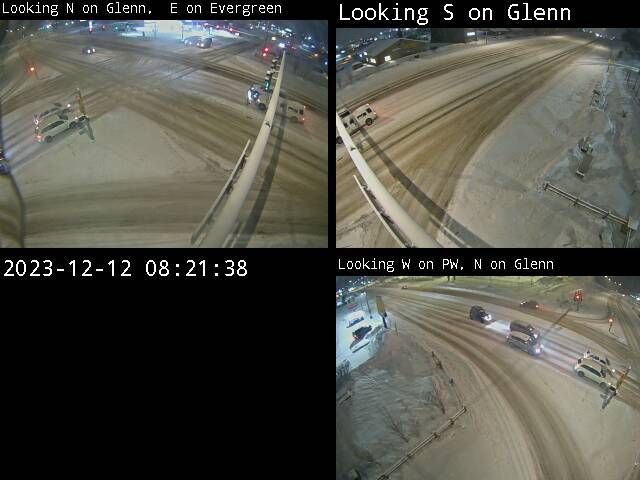 Looking N on Glenn, E on Evergreen
Looking S on Glenn
2023-12-12 08:21:38
Looking W on PW, N on Glenn